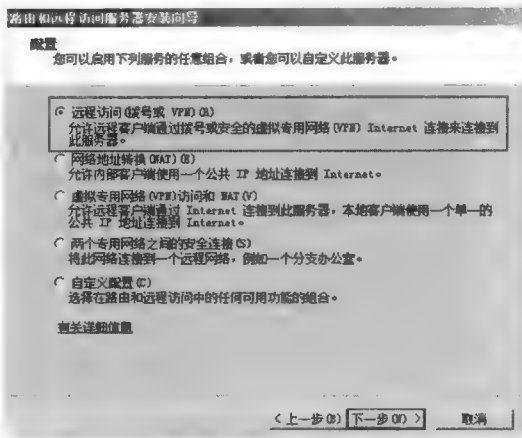 路由和远程访问服务器安装向导
配置
您可以启用下列服务的任意组合，或者您可以自定义此服务器。
远程访问(拨号或 VPN)(R)
允许远程客户端通过拨号或安全的虚拟专用网络(VPN) Internet 连接来连接到
此服务器。
网络地址转换(NAT)(E)
允许内部客户端使用一个公共 IP 地址连接到 Internet。
虚拟专用网络(VPN)访问和 NAT(V)
允许远程客户端通过 Internet 连接到此服务器，本地客户端使用一个单一的
公共 IP 地址连接到 Internet。
两个专用网络之间的安全连接(S)
将此网络连接到一个远程网络，例如一个分支办公室。
自定义配置(C)
选择在路由和远程访问中的任何可用功能的组合。
有关详细信息
< 上一步(B) 下一步(N) > 取消